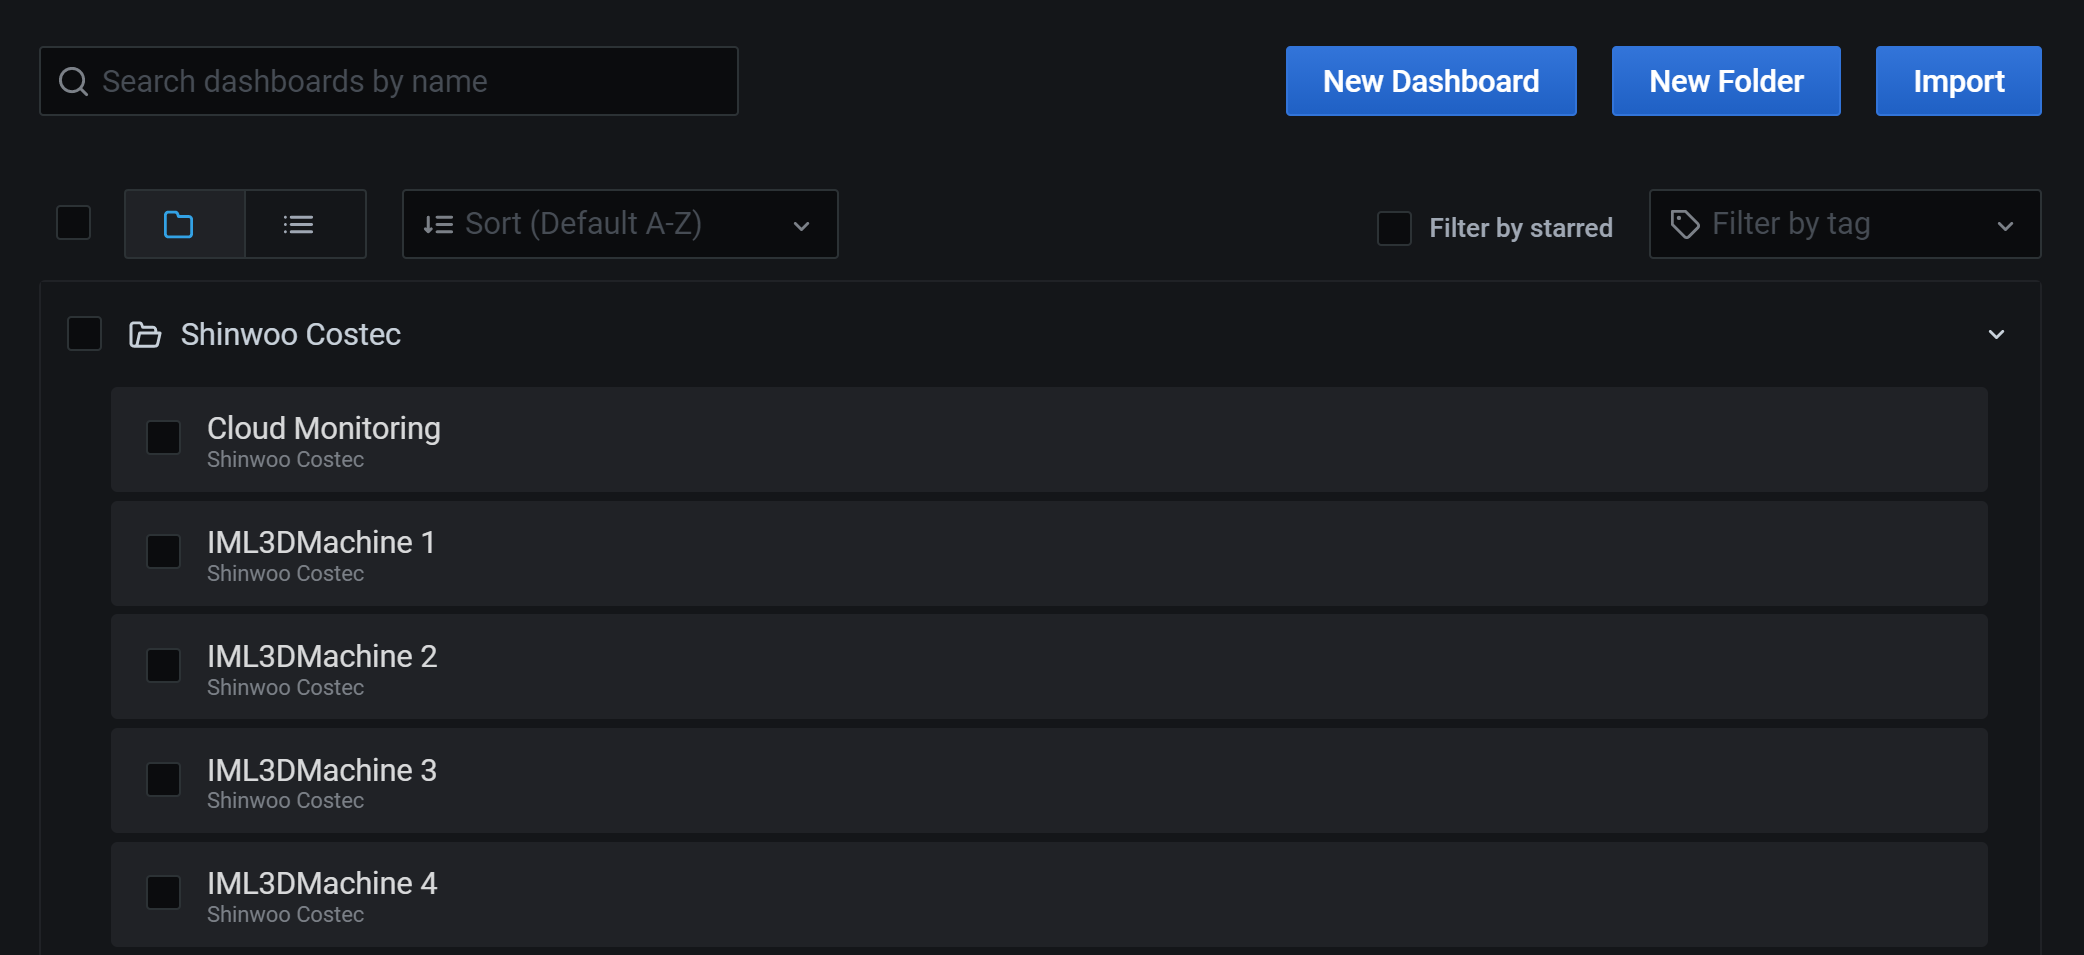 Search dashboards by name
New Dashboard
New Folder
Import
Sort (Default A-Z)
Filter by starred
Filter by tag
Shinwoo Costec
Cloud Monitoring
Shinwoo Costec
IML3DMachine 1
Shinwoo Costec
IML3DMachine 2
Shinwoo Costec
IML3DMachine 3
Shinwoo Costec
IML3DMachine 4
Shinwoo Costec